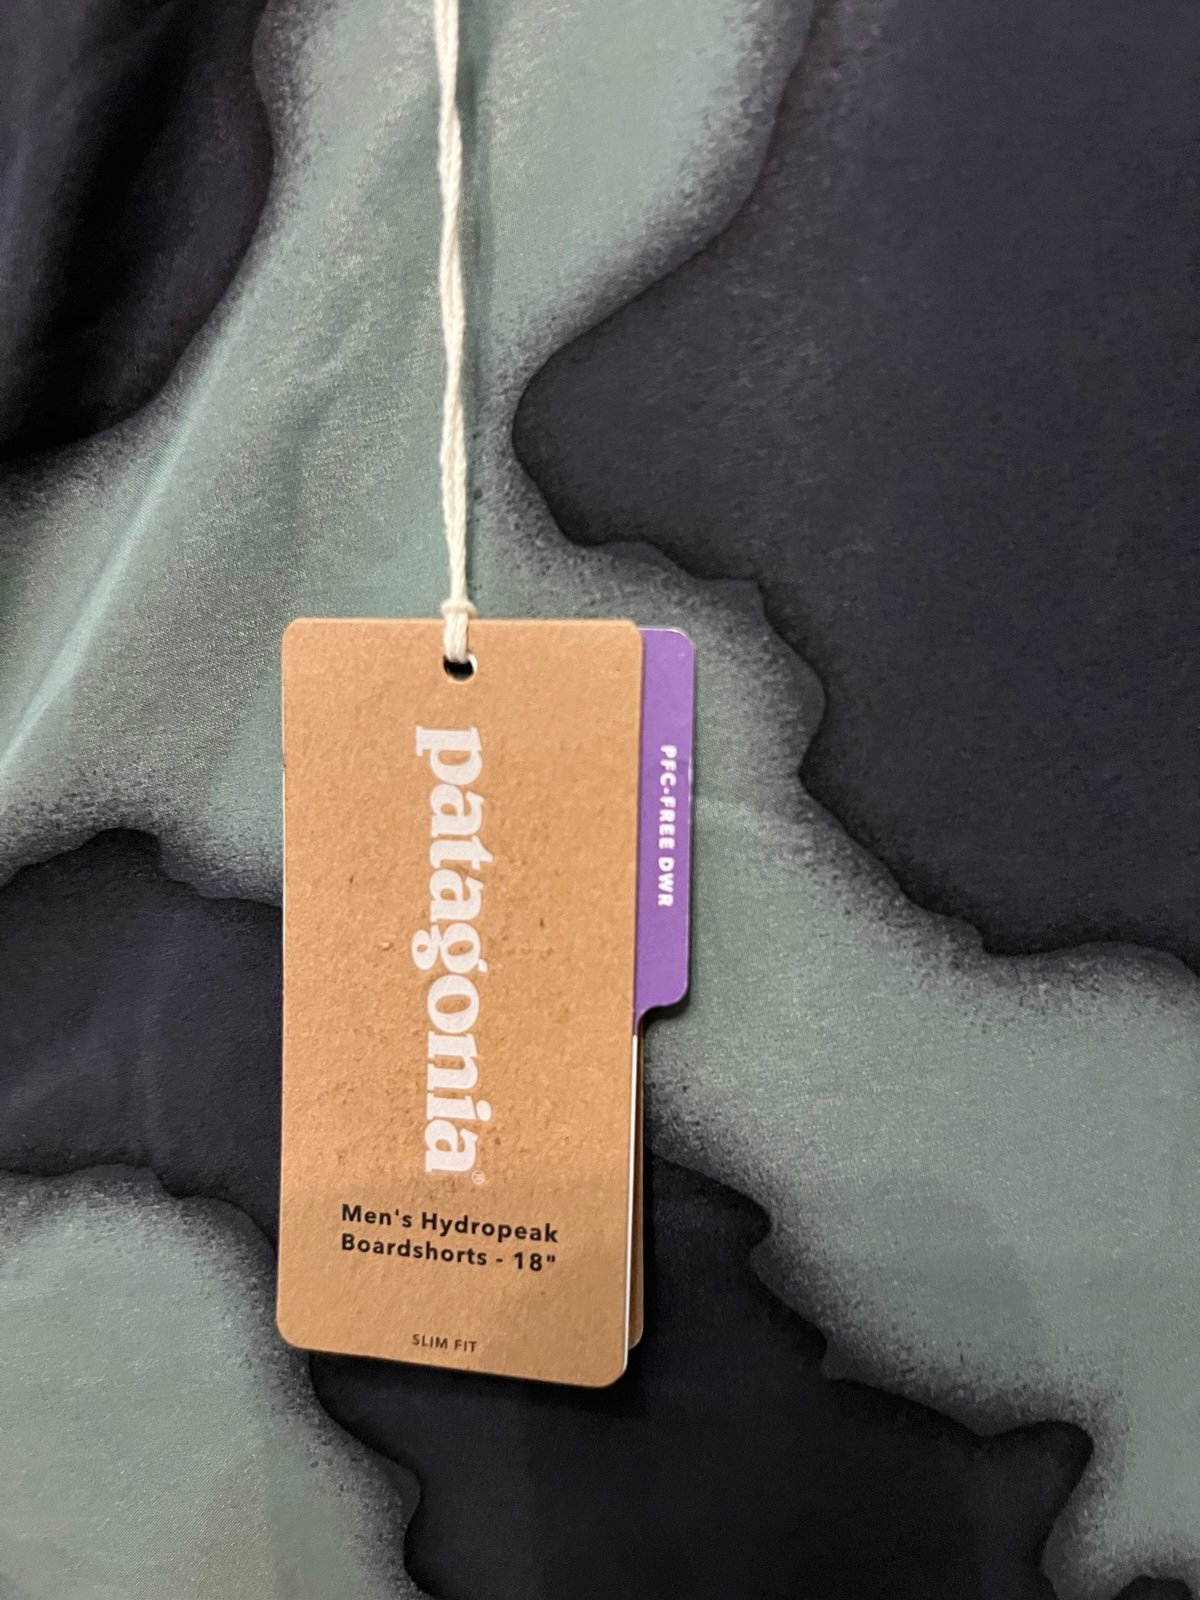 patagonia®
PFC-FREE DWR
Men's Hydropeak
Boardshorts - 18"
SLIM FIT